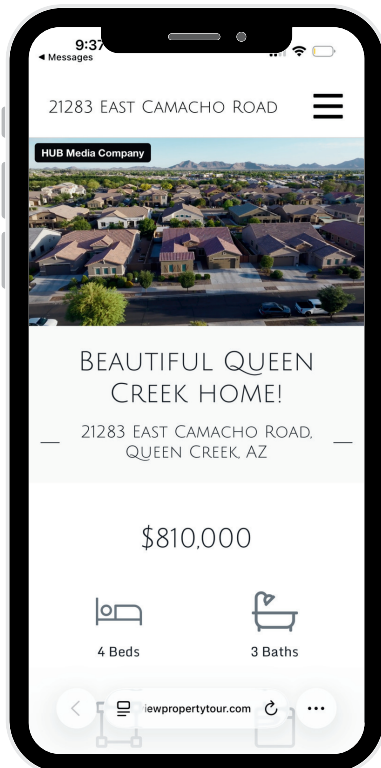 9:37
◀ Messages
21283 East Camacho Road
HUB Media Company
Beautiful Queen
Creek home!
21283 East Camacho Road,
Queen Creek, AZ
$810,000
4 Beds
3 Baths
iewpropertytour.com